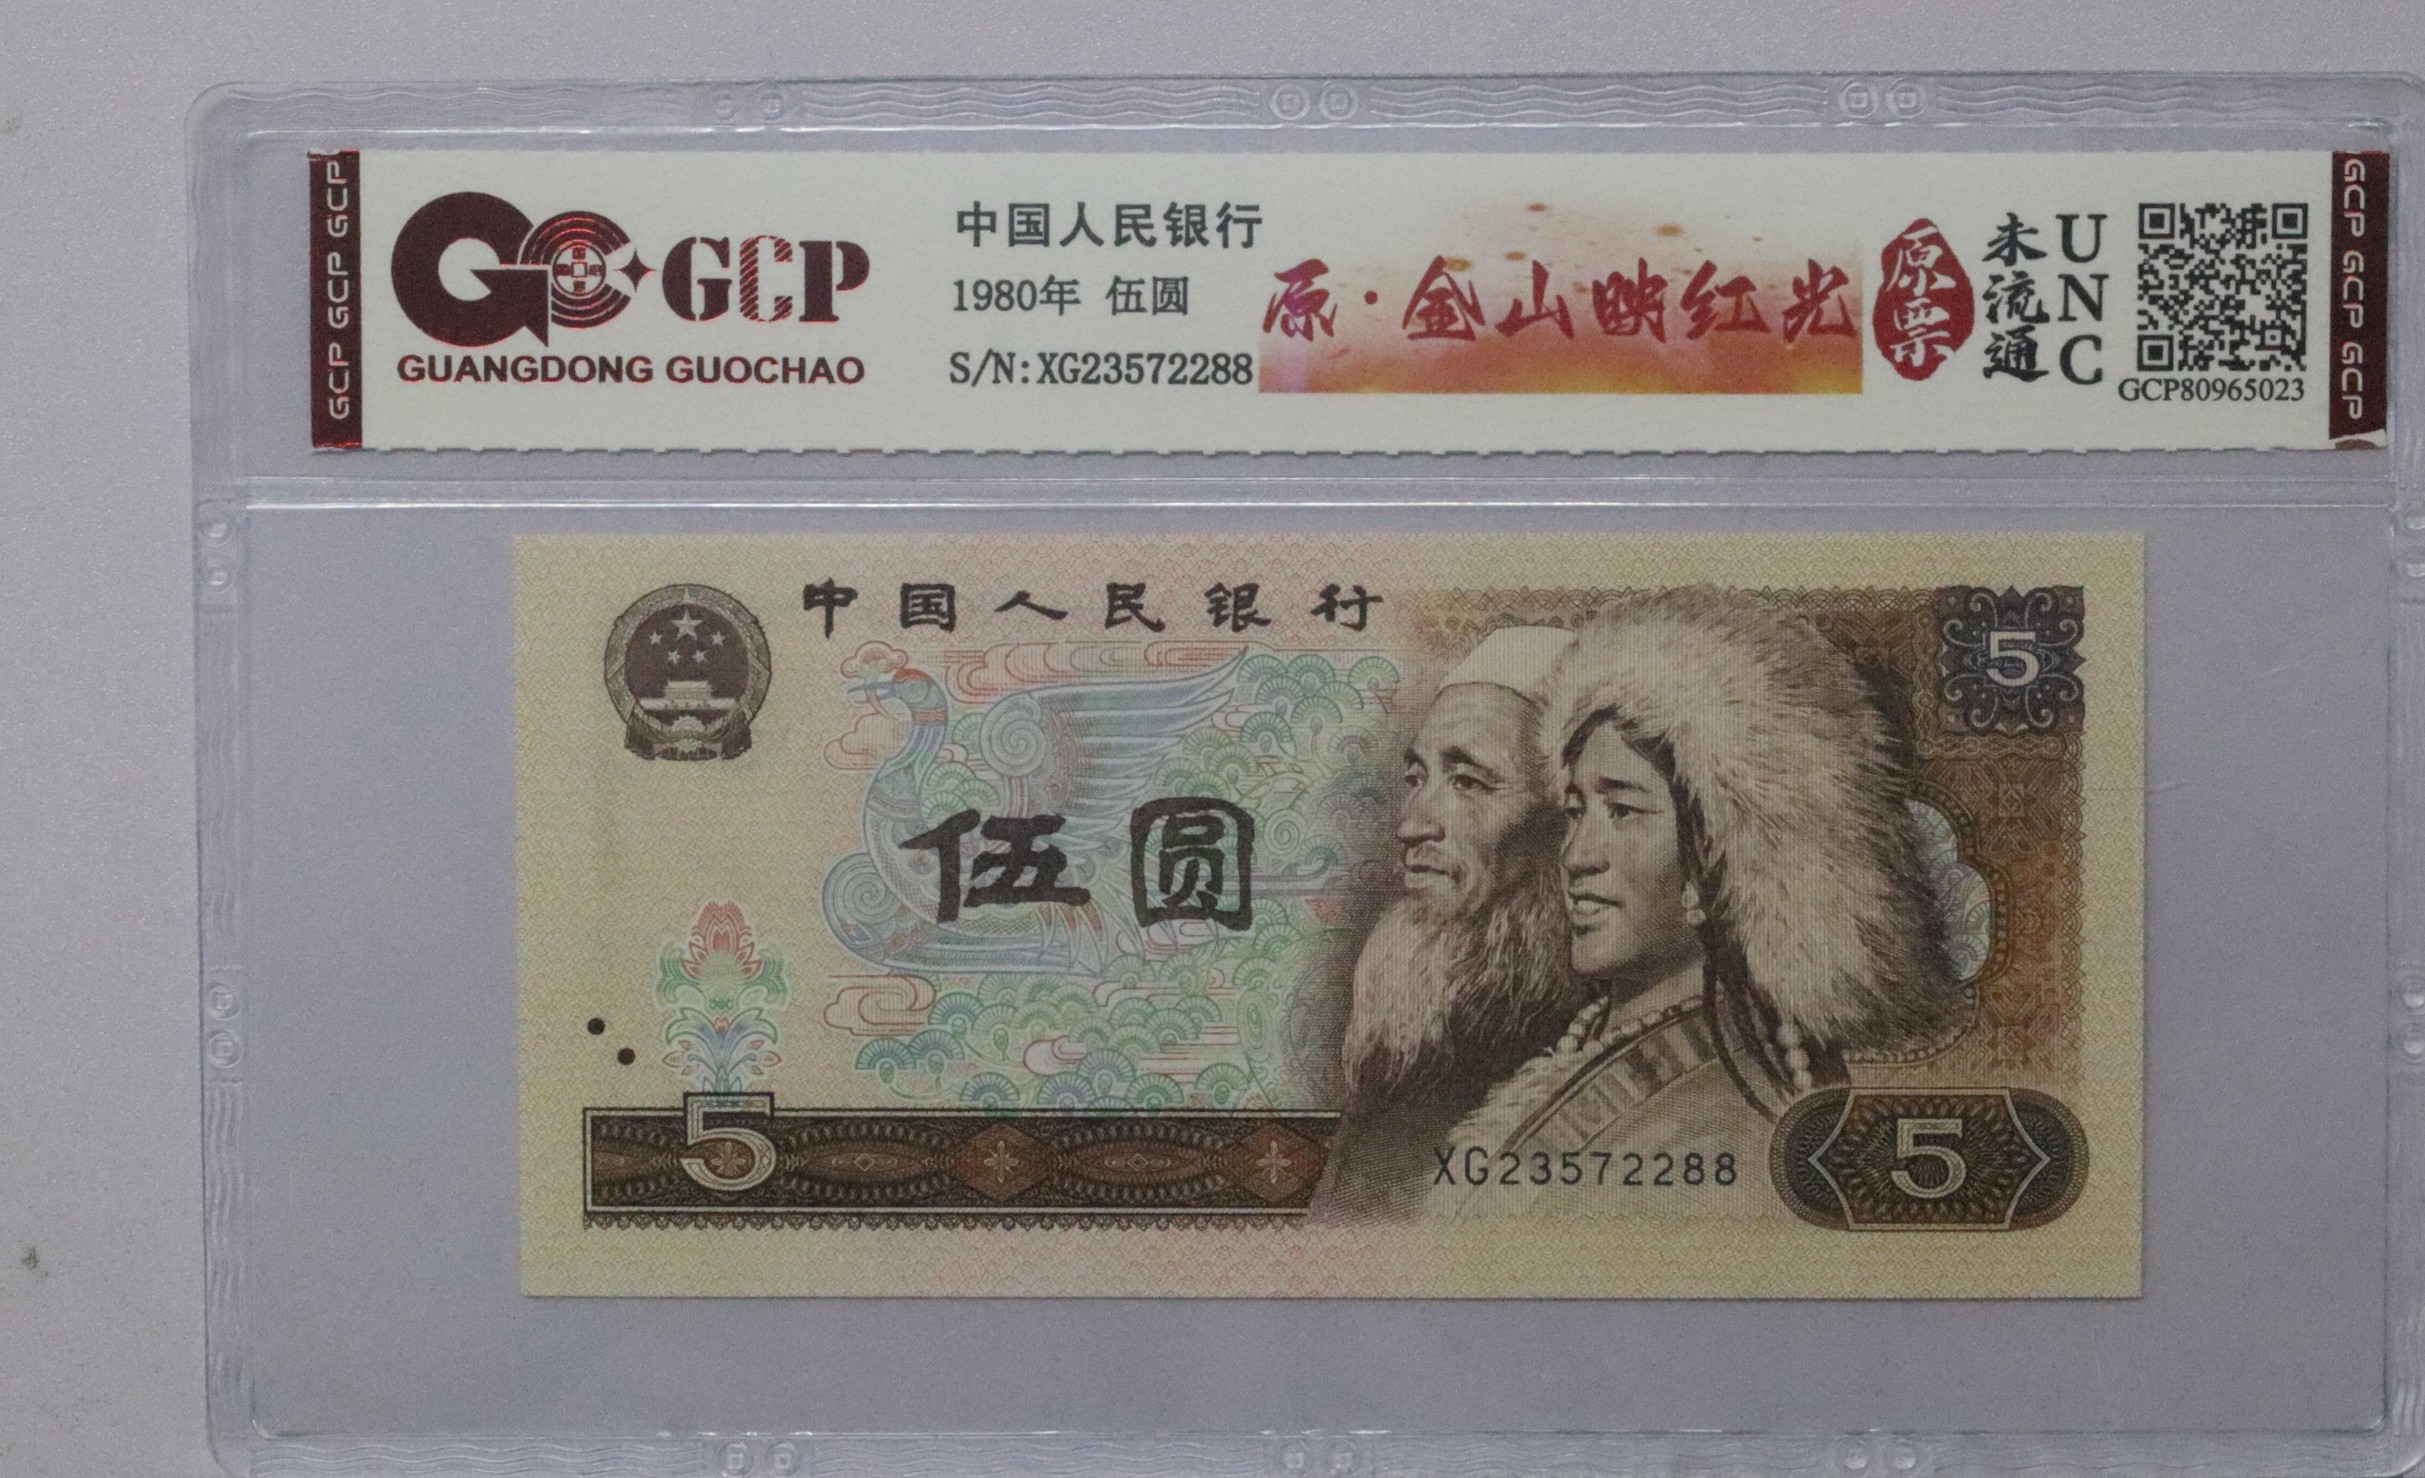 GCP GCP GCP
GCP
GUANGDONG GUOCHAO
中国人民银行
1980年 伍圆
S/N:XG23572288
原·金山映红光
原票
未流通
UNC
GCP80965023
GCP GCP GCP
中国人民银行
5
伍圆
5
XG23572288
5